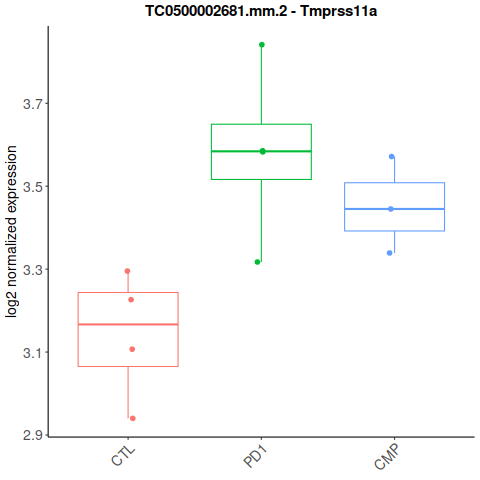 TC0500002681.mm.2 - Tmprss11a
log2 normalized expression
3.7
3.5
3.3
3.1
2.9
CTL
PD1
CMP